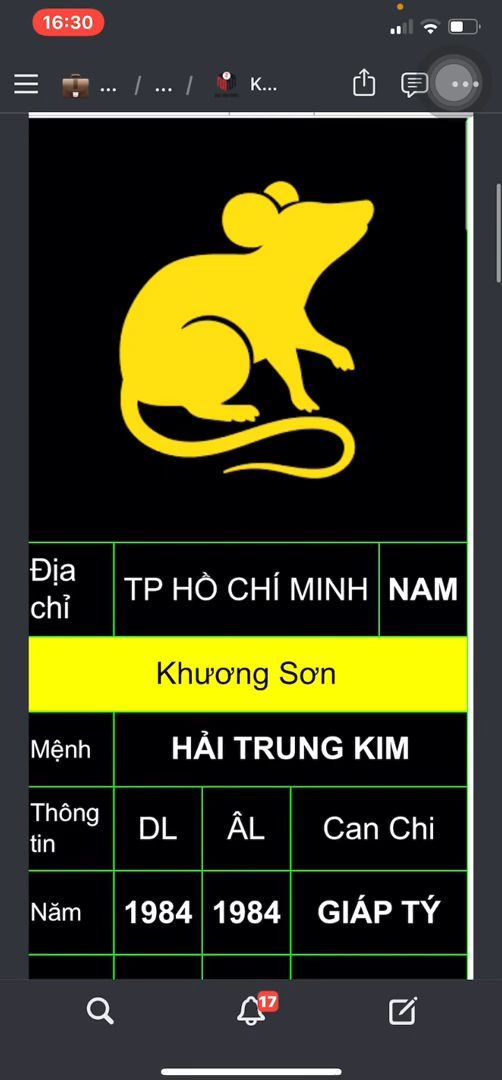 16:30
... / ... / K...
Địa chỉ TP HỒ CHÍ MINH NAM
Khương Sơn
Mệnh HẢI TRUNG KIM
Thông tin DL ÂL Can Chi
Năm 1984 1984 GIÁP TÝ
17